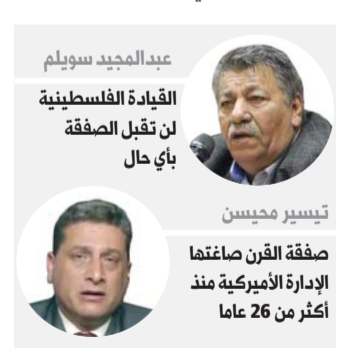 عبدالمجيد سويلم
القيادة الفلسطينية
لن تقبل الصفقة
بأي حال
تيسير محيسن
صفقة القرن صاغتها
الإدارة الأميركية منذ
أكثر من 26 عاما